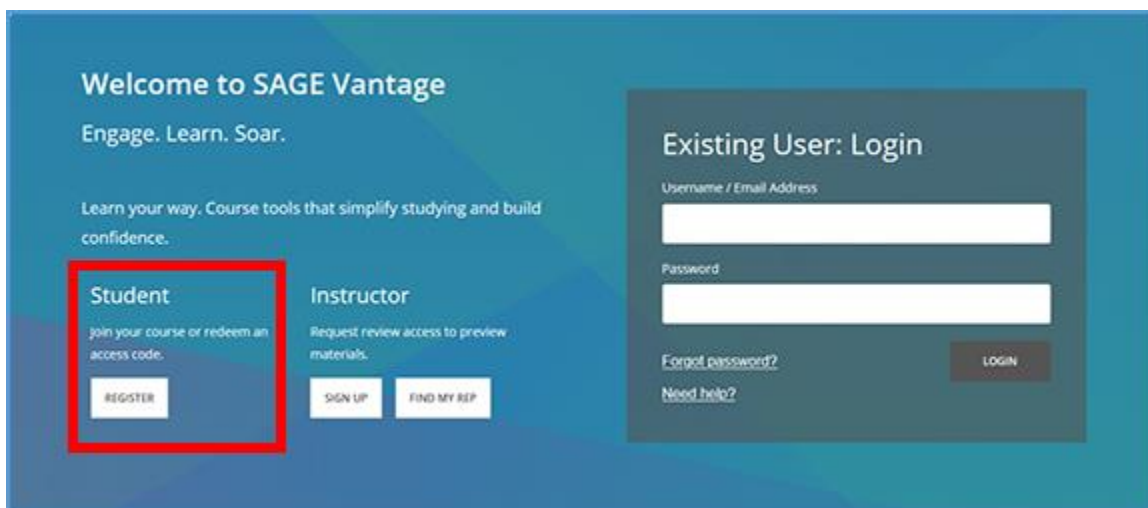 Welcome to SAGE Vantage
Engage. Learn. Soar.
Learn your way. Course tools that simplify studying and build
confidence.
Student
Join your course or redeem an
access code.
REGISTER
Instructor
Request review access to preview
materials.
SIGN UP
FIND MY REP
Existing User: Login
Username / Email Address
Password
Forgot password?
LOGIN
Need help?